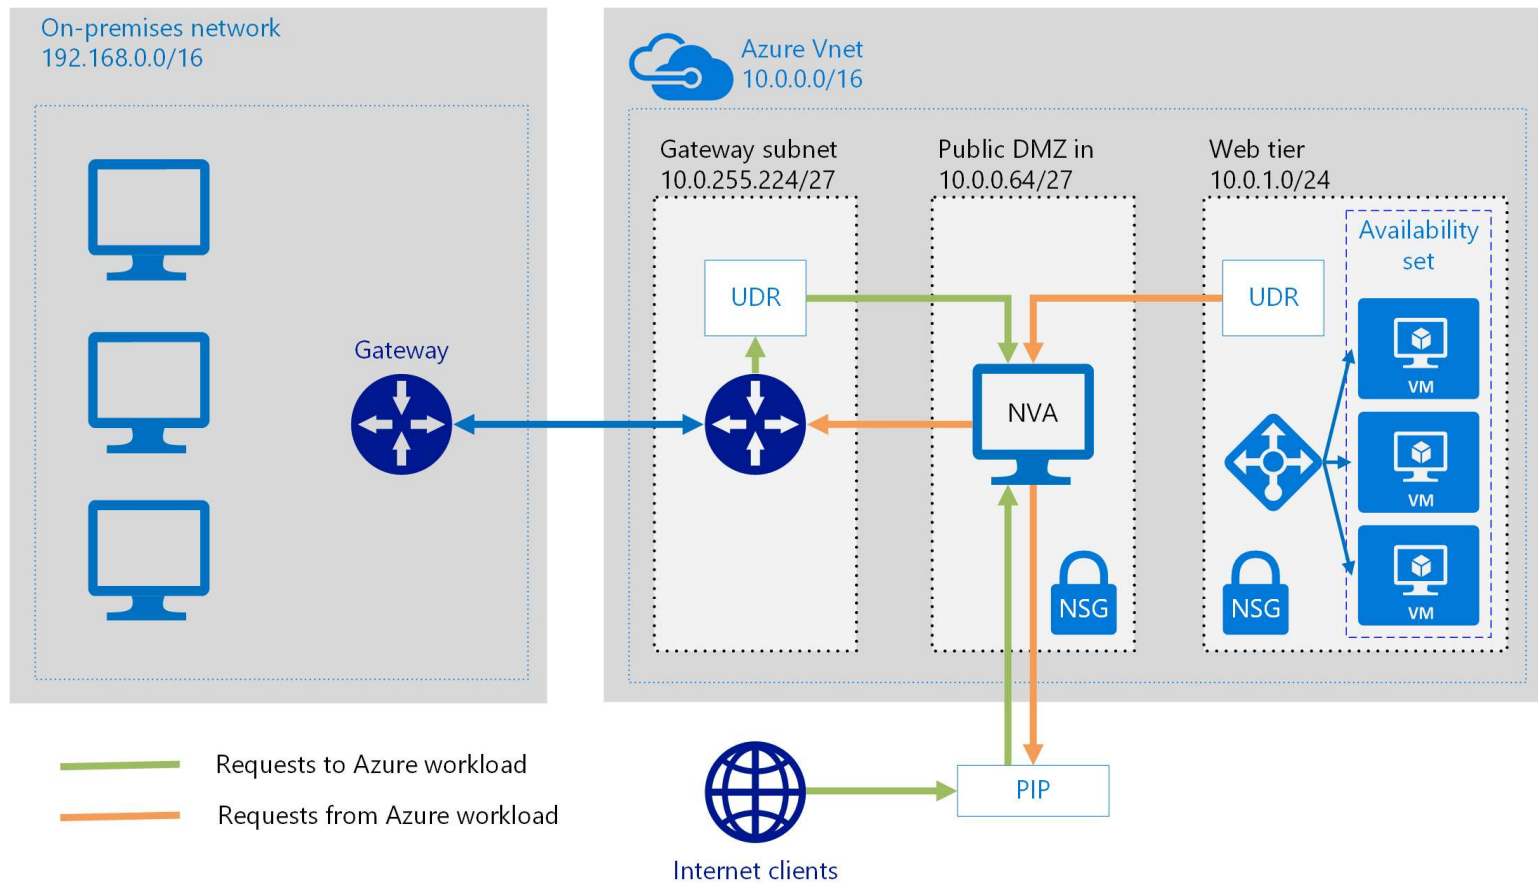 On-premises network
192.168.0.0/16
Azure Vnet
10.0.0.0/16
Gateway subnet
10.0.255.224/27
Public DMZ in
10.0.0.64/27
Web tier
10.0.1.0/24
Availability
set
UDR
UDR
VM
Gateway
NVA
VM
NSG
NSG
VM
Requests to Azure workload
Requests from Azure workload
PIP
Internet clients